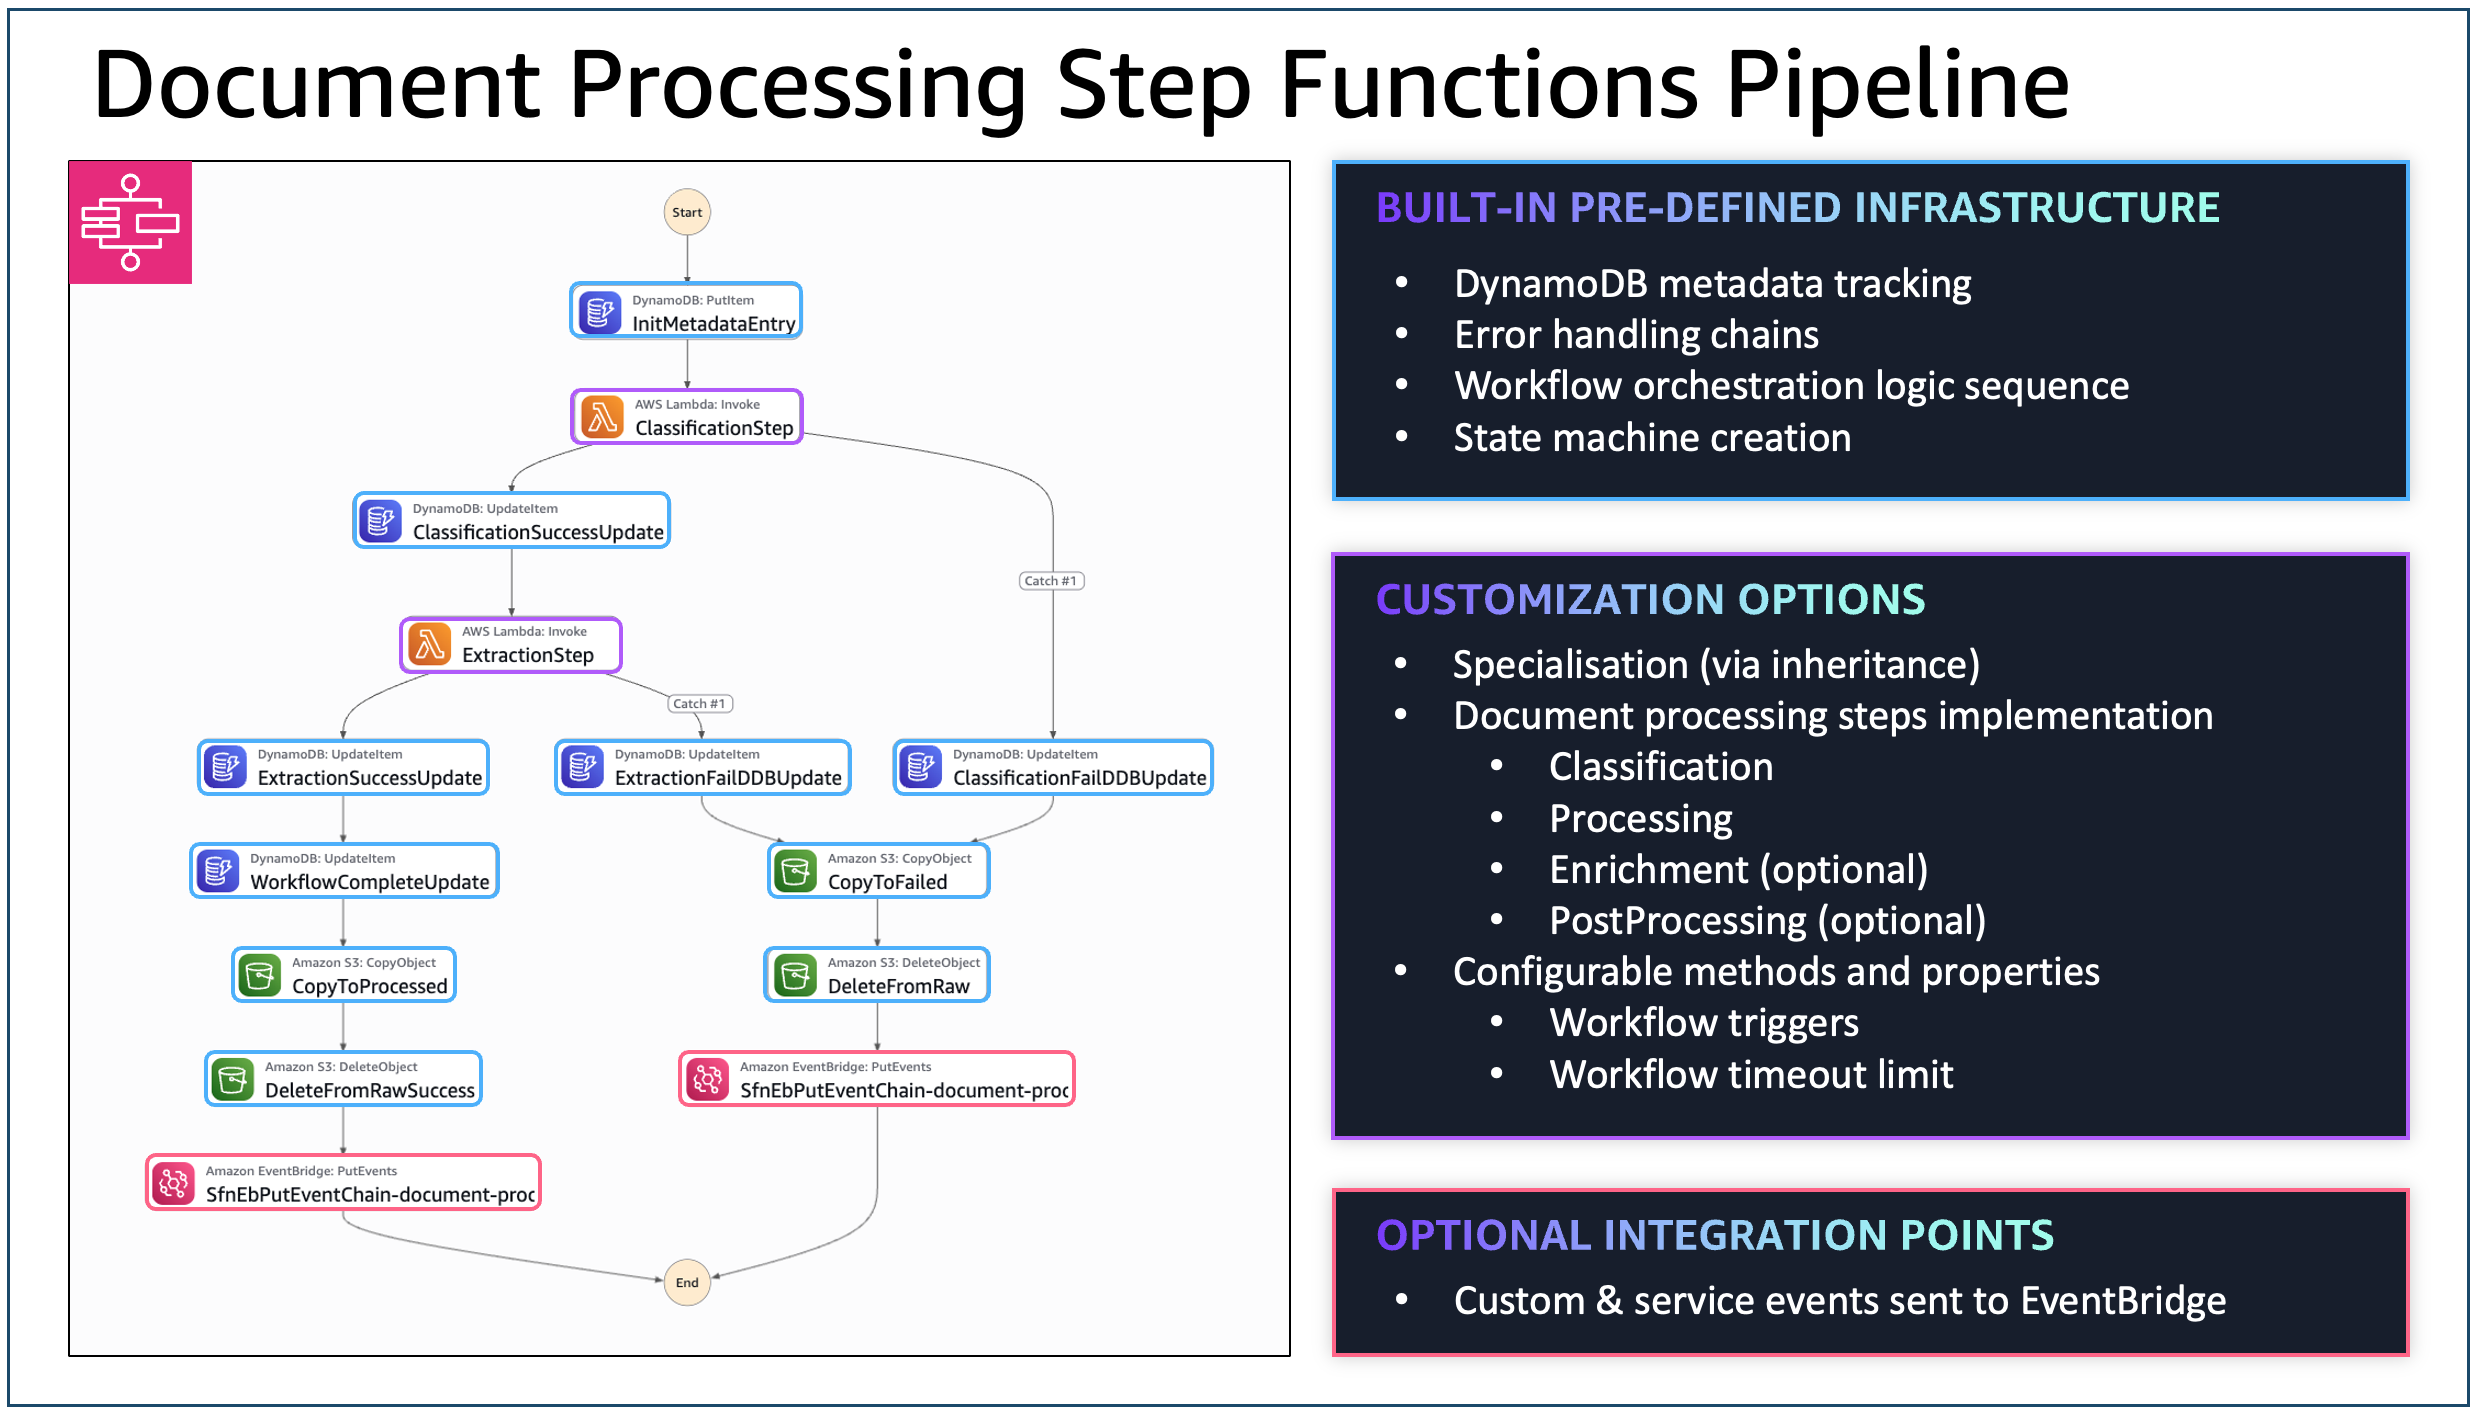 Document Processing Step Functions Pipeline
Start
DynamoDB: PutItem
InitMetadataEntry
AWS Lambda: Invoke
ClassificationStep
DynamoDB: UpdateItem
ClassificationSuccessUpdate
Catch #1
AWS Lambda: Invoke
ExtractionStep
Catch #1
DynamoDB: UpdateItem
ExtractionSuccessUpdate
DynamoDB: UpdateItem
ExtractionFailDDBUpdate
DynamoDB: UpdateItem
ClassificationFailDDBUpdate
DynamoDB: UpdateItem
WorkflowCompleteUpdate
Amazon S3: CopyObject
CopyToFailed
Amazon S3: CopyObject
CopyToProcessed
Amazon S3: DeleteObject
DeleteFromRaw
Amazon S3: DeleteObject
DeleteFromRawSuccess
Amazon EventBridge: PutEvents
SfnEbPutEventChain-document-proc
Amazon EventBridge: PutEvents
SfnEbPutEventChain-document-proc
End
BUILT-IN PRE-DEFINED INFRASTRUCTURE
• DynamoDB metadata tracking
• Error handling chains
• Workflow orchestration logic sequence
• State machine creation
CUSTOMIZATION OPTIONS
• Specialisation (via inheritance)
• Document processing steps implementation
• Classification
• Processing
• Enrichment (optional)
• PostProcessing (optional)
• Configurable methods and properties
• Workflow triggers
• Workflow timeout limit
OPTIONAL INTEGRATION POINTS
• Custom & service events sent to EventBridge